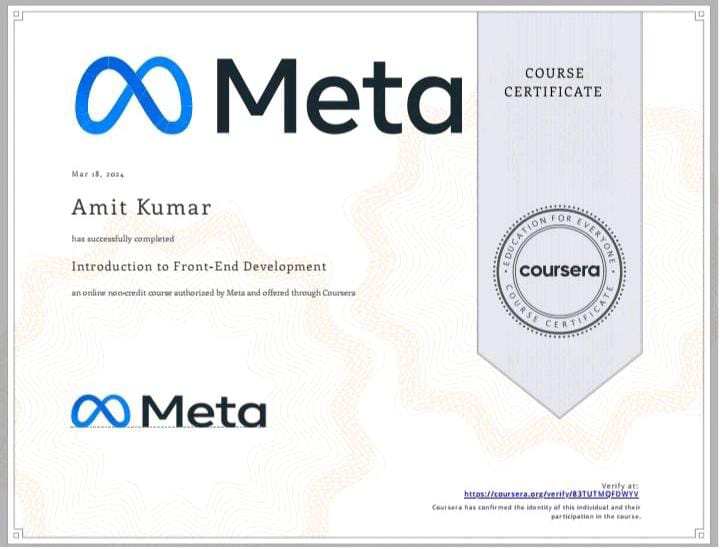 Meta
COURSE
CERTIFICATE
Mar 18, 2024
Amit Kumar
has successfully completed
Introduction to Front-End Development
an online non-credit course authorized by Meta and offered through Coursera
EDUCATION FOR EVERYONE
coursera
COURSE CERTIFICATE
Meta
Verify at:
https://coursera.org/verify/83TUTMQFDWYV
Coursera has confirmed the identity of this individual and their
participation in the course.